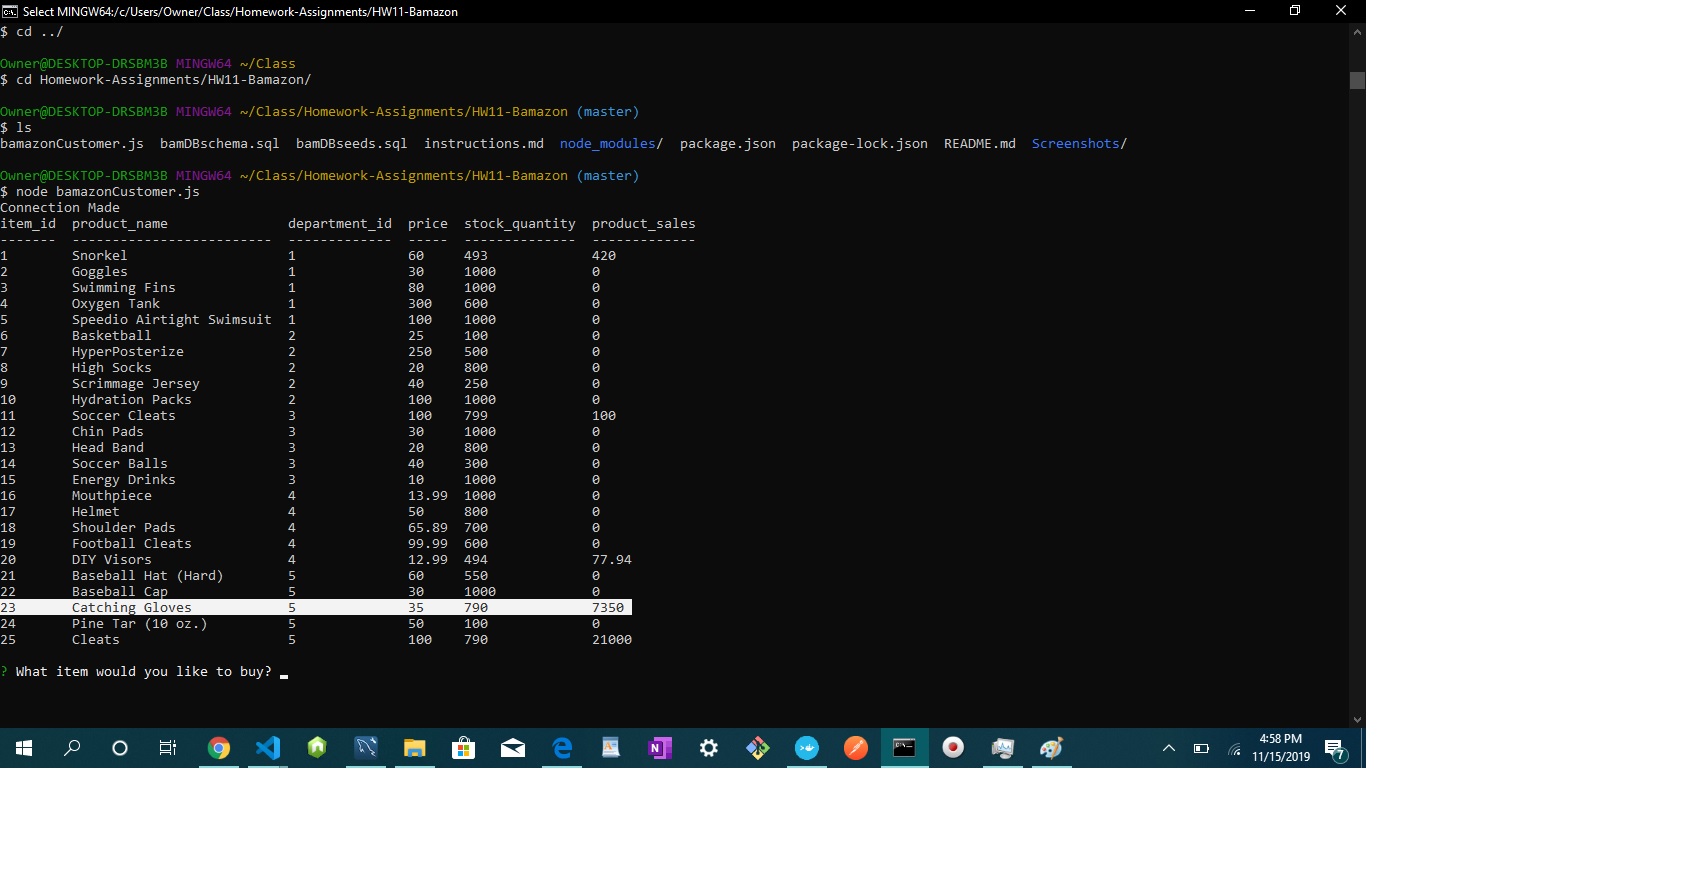 Select MINGW64:/c/Users/Owner/Class/Homework-Assignments/HW11-Bamazon
$ cd ../
Owner@DESKTOP-DRSBM3B MINGW64 ~/Class
$ cd Homework-Assignments/HW11-Bamazon/
Owner@DESKTOP-DRSBM3B MINGW64 ~/Class/Homework-Assignments/HW11-Bamazon (master)
$ ls
bamazonCustomer.js  bamDBschema.sql  bamDBseeds.sql  instructions.md  node_modules/  package.json  package-lock.json  README.md  Screenshots/
Owner@DESKTOP-DRSBM3B MINGW64 ~/Class/Homework-Assignments/HW11-Bamazon (master)
$ node bamazonCustomer.js
Connection Made
item_id  product_name               department_id  price  stock_quantity  product_sales
-------  -------------------------  -------------  -----  --------------  -------------
1        Snorkel                    1              60     493             420
2        Goggles                    1              30     1000            0
3        Swimming Fins              1              80     1000            0
4        Oxygen Tank                1              300    600             0
5        Speedio Airtight Swimsuit  1              100    1000            0
6        Basketball                 2              25     100             0
7        HyperPosterize             2              250    500             0
8        High Socks                 2              20     800             0
9        Scrimmage Jersey           2              40     250             0
10       Hydration Packs            2              100    1000            0
11       Soccer Cleats              3              100    799             100
12       Chin Pads                  3              30     1000            0
13       Head Band                  3              20     800             0
14       Soccer Balls               3              40     300             0
15       Energy Drinks              3              10     1000            0
16       Mouthpiece                 4              13.99  1000            0
17       Helmet                     4              50     800             0
18       Shoulder Pads              4              65.89  700             0
19       Football Cleats            4              99.99  600             0
20       DIY Visors                 4              12.99  494             77.94
21       Baseball Hat (Hard)        5              60     550             0
22       Baseball Cap               5              30     1000            0
23       Catching Gloves            5              35     790             7350
24       Pine Tar (10 oz.)          5              50     100             0
25       Cleats                     5              100    790             21000
? What item would you like to buy?
4:58 PM
11/15/2019
7